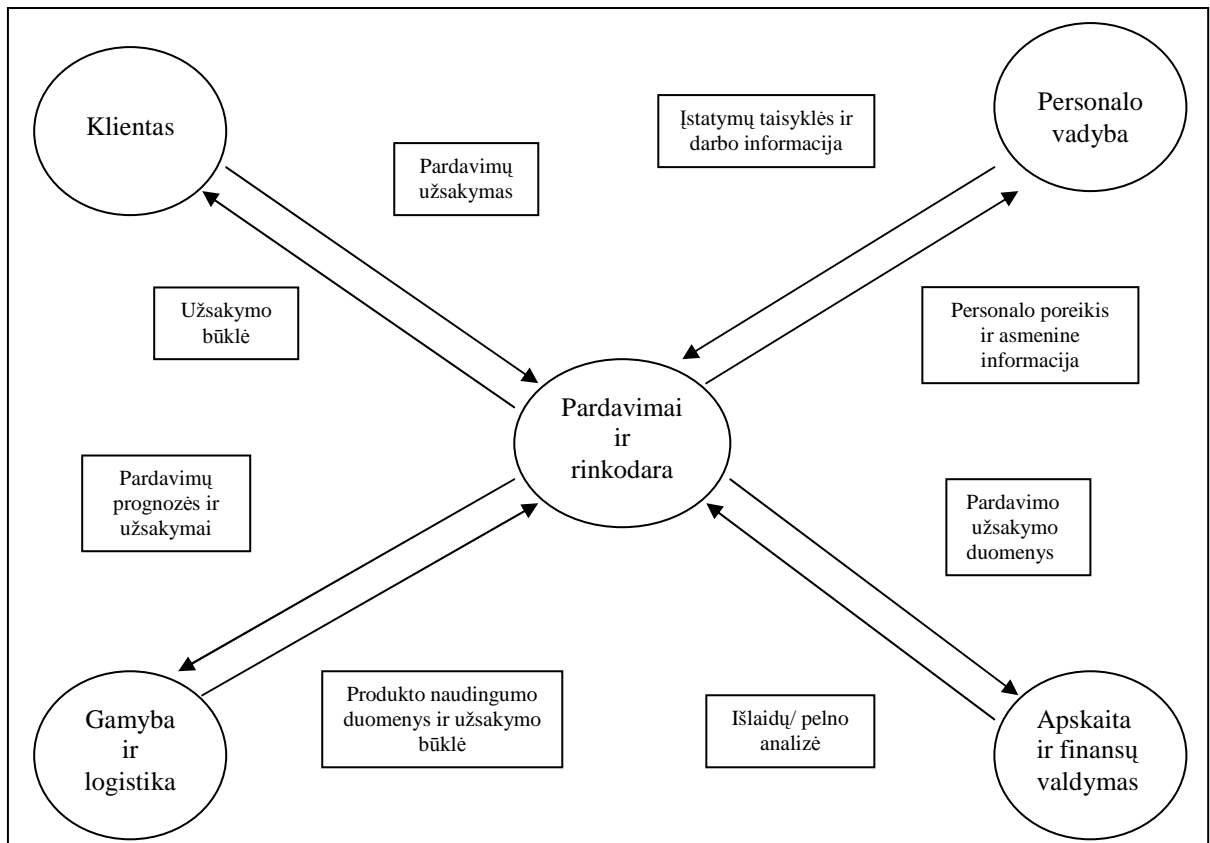 Klientas
Pardavimų
užsakymas
Įstatymų taisyklės ir
darbo informacija
Personalo
vadyba
Užsakymo
būklė
Personalo poreikis
ir asmenine
informacija
Pardavimai
ir
rinkodara
Pardavimų
prognozės ir
užsakymai
Pardavimo
užsakymo
duomenys
Gamyba
ir
logistika
Produkto naudingumo
duomenys ir užsakymo
būklė
Išlaidų/ pelno
analizė
Apskaita
ir finansų
valdymas